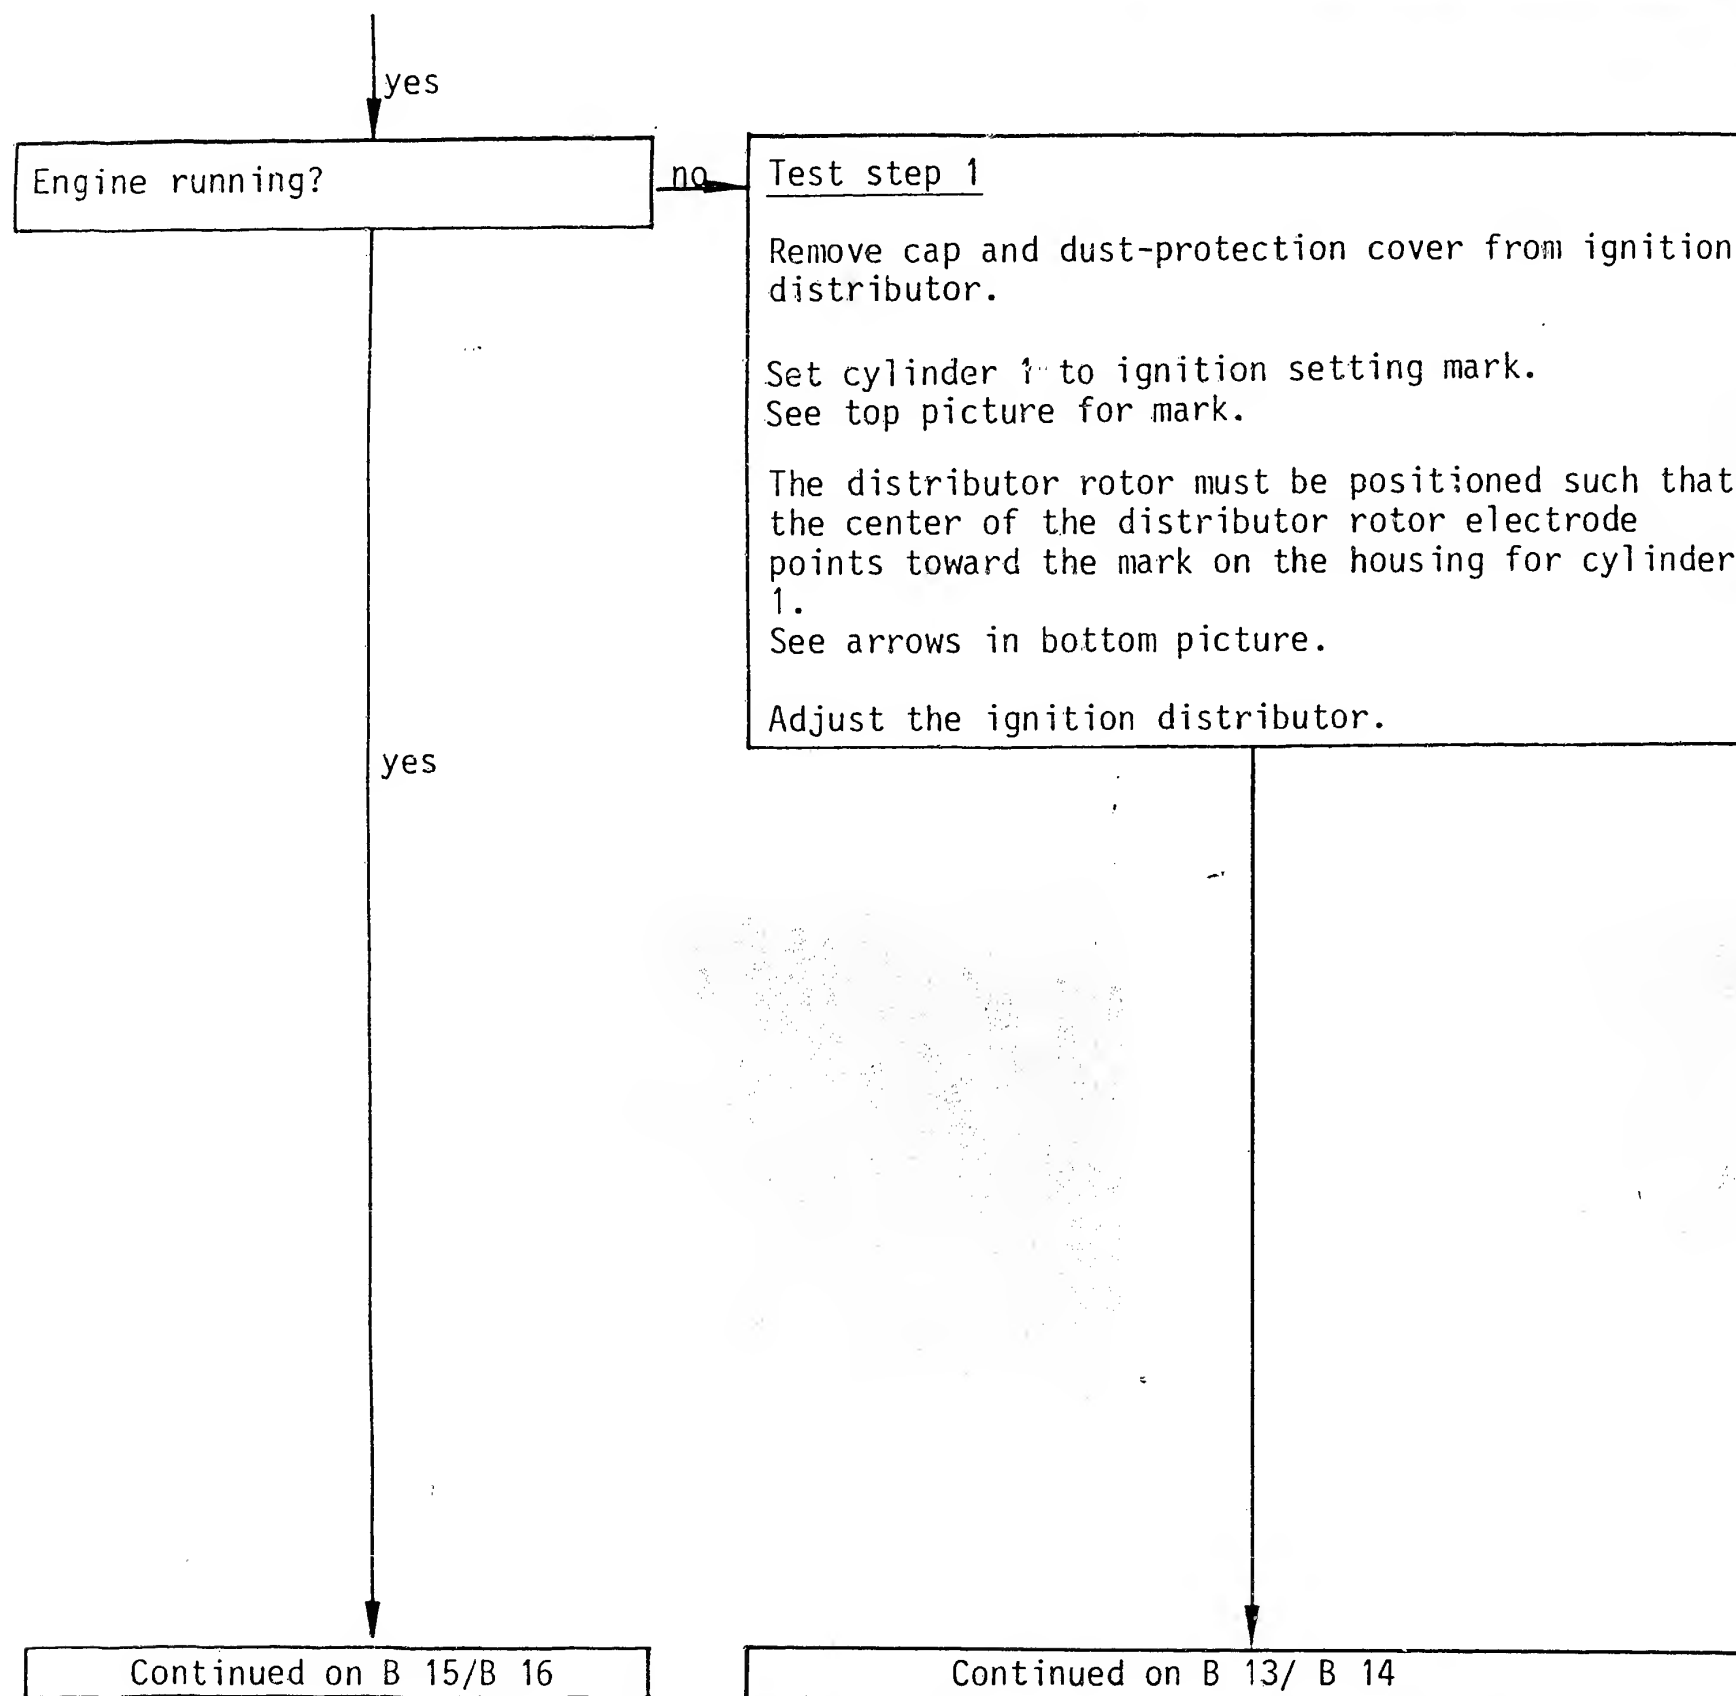 yes
Engine running?
no
Test step 1
Remove cap and dust-protection cover from ignition
distributor.
Set cylinder 1 to ignition setting mark.
See top picture for mark.
The distributor rotor must be positioned such that
the center of the distributor rotor electrode
points toward the mark on the housing for cylinder
1.
See arrows in bottom picture.
Adjust the ignition distributor.
yes
Continued on B 15/B 16
Continued on B 13/ B 14